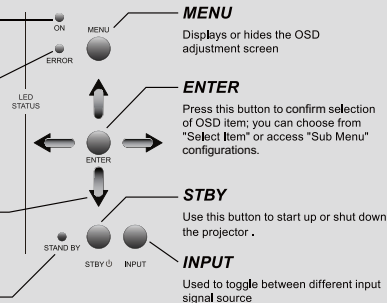 ON
MENU
ERROR
LED
STATUS
ENTER
STAND BY
STBY
INPUT
MENU
Displays or hides the OSD
adjustment screen
ENTER
Press this button to confirm selection
of OSD item; you can choose from
"Select Item" or access "Sub Menu"
configurations.
STBY
Use this button to start up or shut down
the projector .
INPUT
Used to toggle between different input
signal source